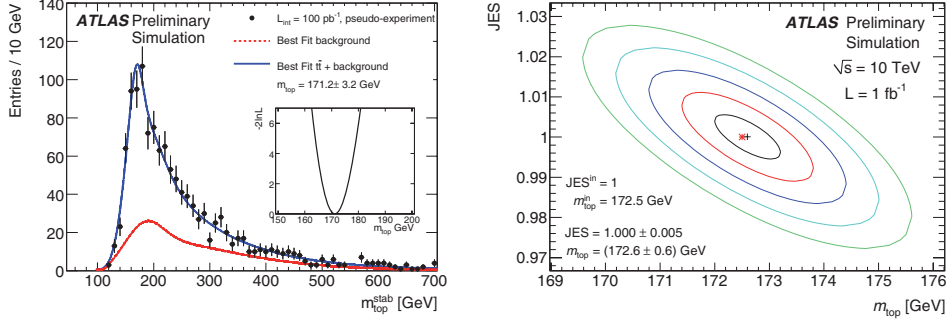 ATLAS Preliminary
Simulation
L_int = 100 pb⁻¹, pseudo-experiment
Best Fit background
Best Fit tt̄ + background
m_top = 171.2± 3.2 GeV
Entries / 10 GeV
140
120
100
80
60
40
20
0
-2lnL
6
4
2
0
150 160 170 180 190 200
m_top GeV
100 200 300 400 500 600 700
m_top^stab [GeV]
JES
1.03
1.02
1.01
1
0.99
0.98
0.97
ATLAS Preliminary
Simulation
√s = 10 TeV
L = 1 fb⁻¹
JES^in = 1
m_top^in = 172.5 GeV
JES = 1.000 ± 0.005
m_top = (172.6 ± 0.6) GeV
169 170 171 172 173 174 175 176
m_top [GeV]